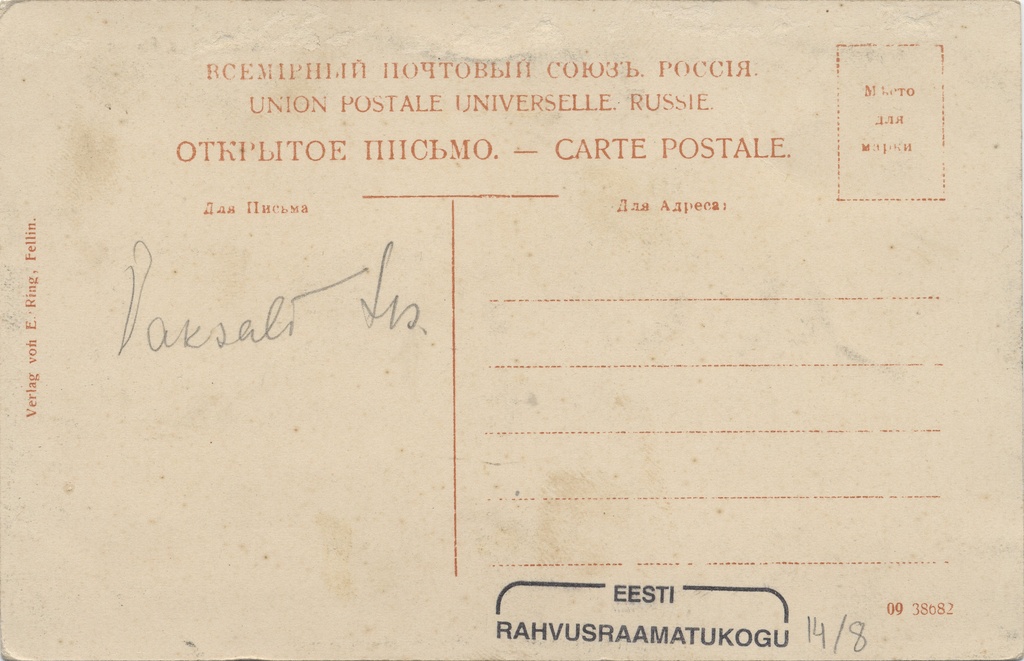 ВСЕМІРНЫЙ ПОЧТОВЫЙ СОЮЗЪ. РОССІЯ.
UNION POSTALE UNIVERSELLE. RUSSIE.
ОТКРЫТОЕ ПИСЬМО. — CARTE POSTALE.
Мѣсто
для
марки
Для Письма
Для Адреса:
Verlag von E. Ring, Fellin.
09 38682
EESTI
RAHVUSRAAMATUKOGU
14/8